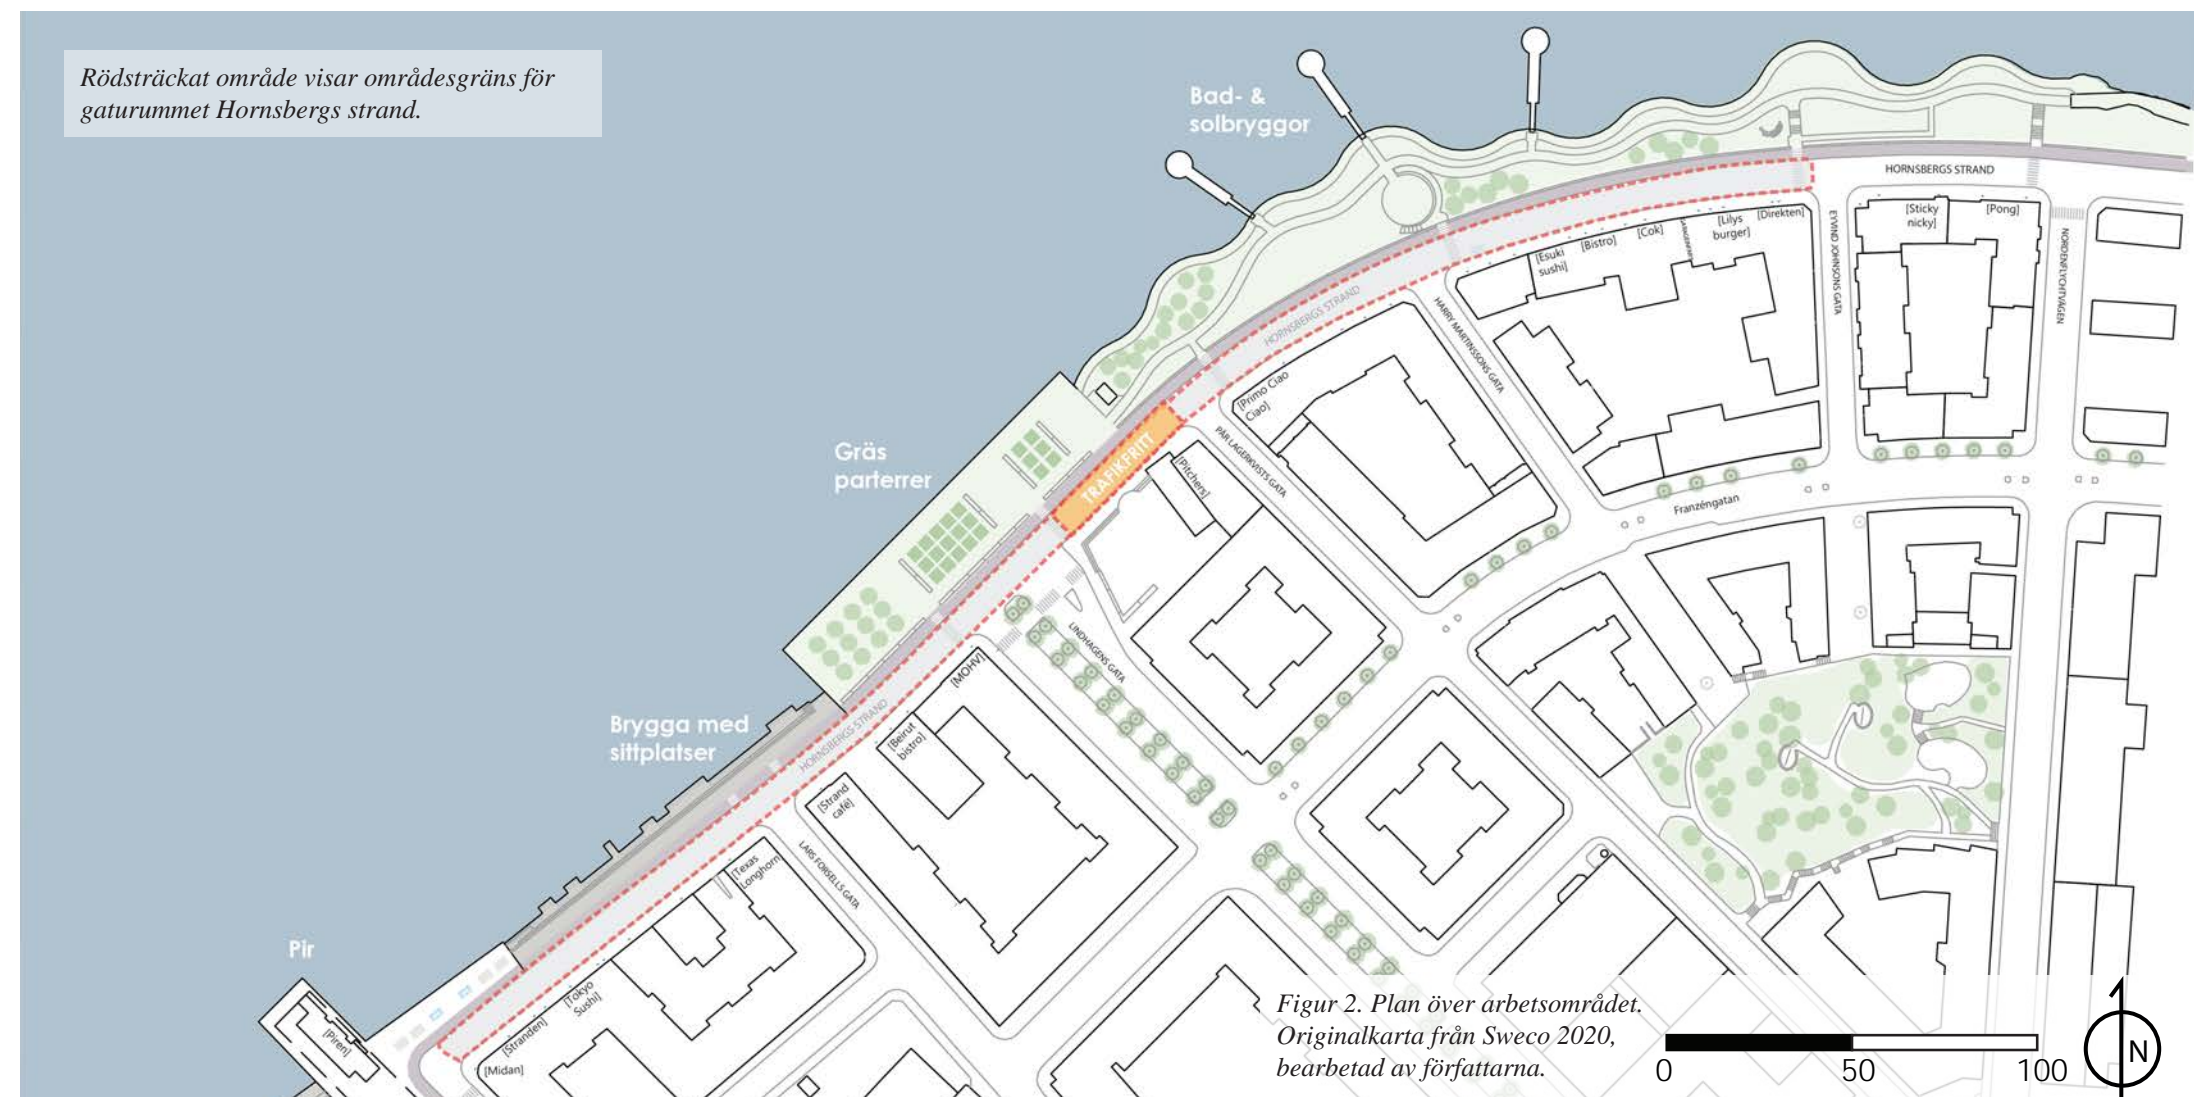 Rödsträckat område visar områdesgräns för
gaturummet Hornsbergs strand.
Bad- &
solbryggor
HORNSBERGS STRAND
[Sticky
nicky]
[Pong]
[Esuki
sushi]
[Bistro]
[Cok]
[Lilys
burger]
[Direkten]
EYVIND JOHNSONS GATA
NORDENFLYCHTVÄGEN
HORNSBERGS STRAND
HARRY MARTINSSONS GATA
[Primo Ciao
Ciao]
Gräs
parterrer
TRAFIKFRITT
PÄR LAGERKVISTS GATA
[Pitchers]
Franzéngatan
LINDHAGENS GATA
[MOHV]
Brygga med
sittplatser
HORNSBERGS STRAND
[Beirut
bistro]
[Strand
café]
[Texas
Longhorn]
LARS FORSELLS GATA
Pir
[Piren]
[Tokyo
Sushi]
[Stranden]
[Midan]
Figur 2. Plan över arbetsområdet.
Originalkarta från Sweco 2020,
bearbetad av författarna.
0 50 100
N